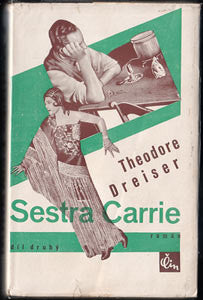 Theodore
Dreiser
Sestra Carrie
román
díl druhý
Čin